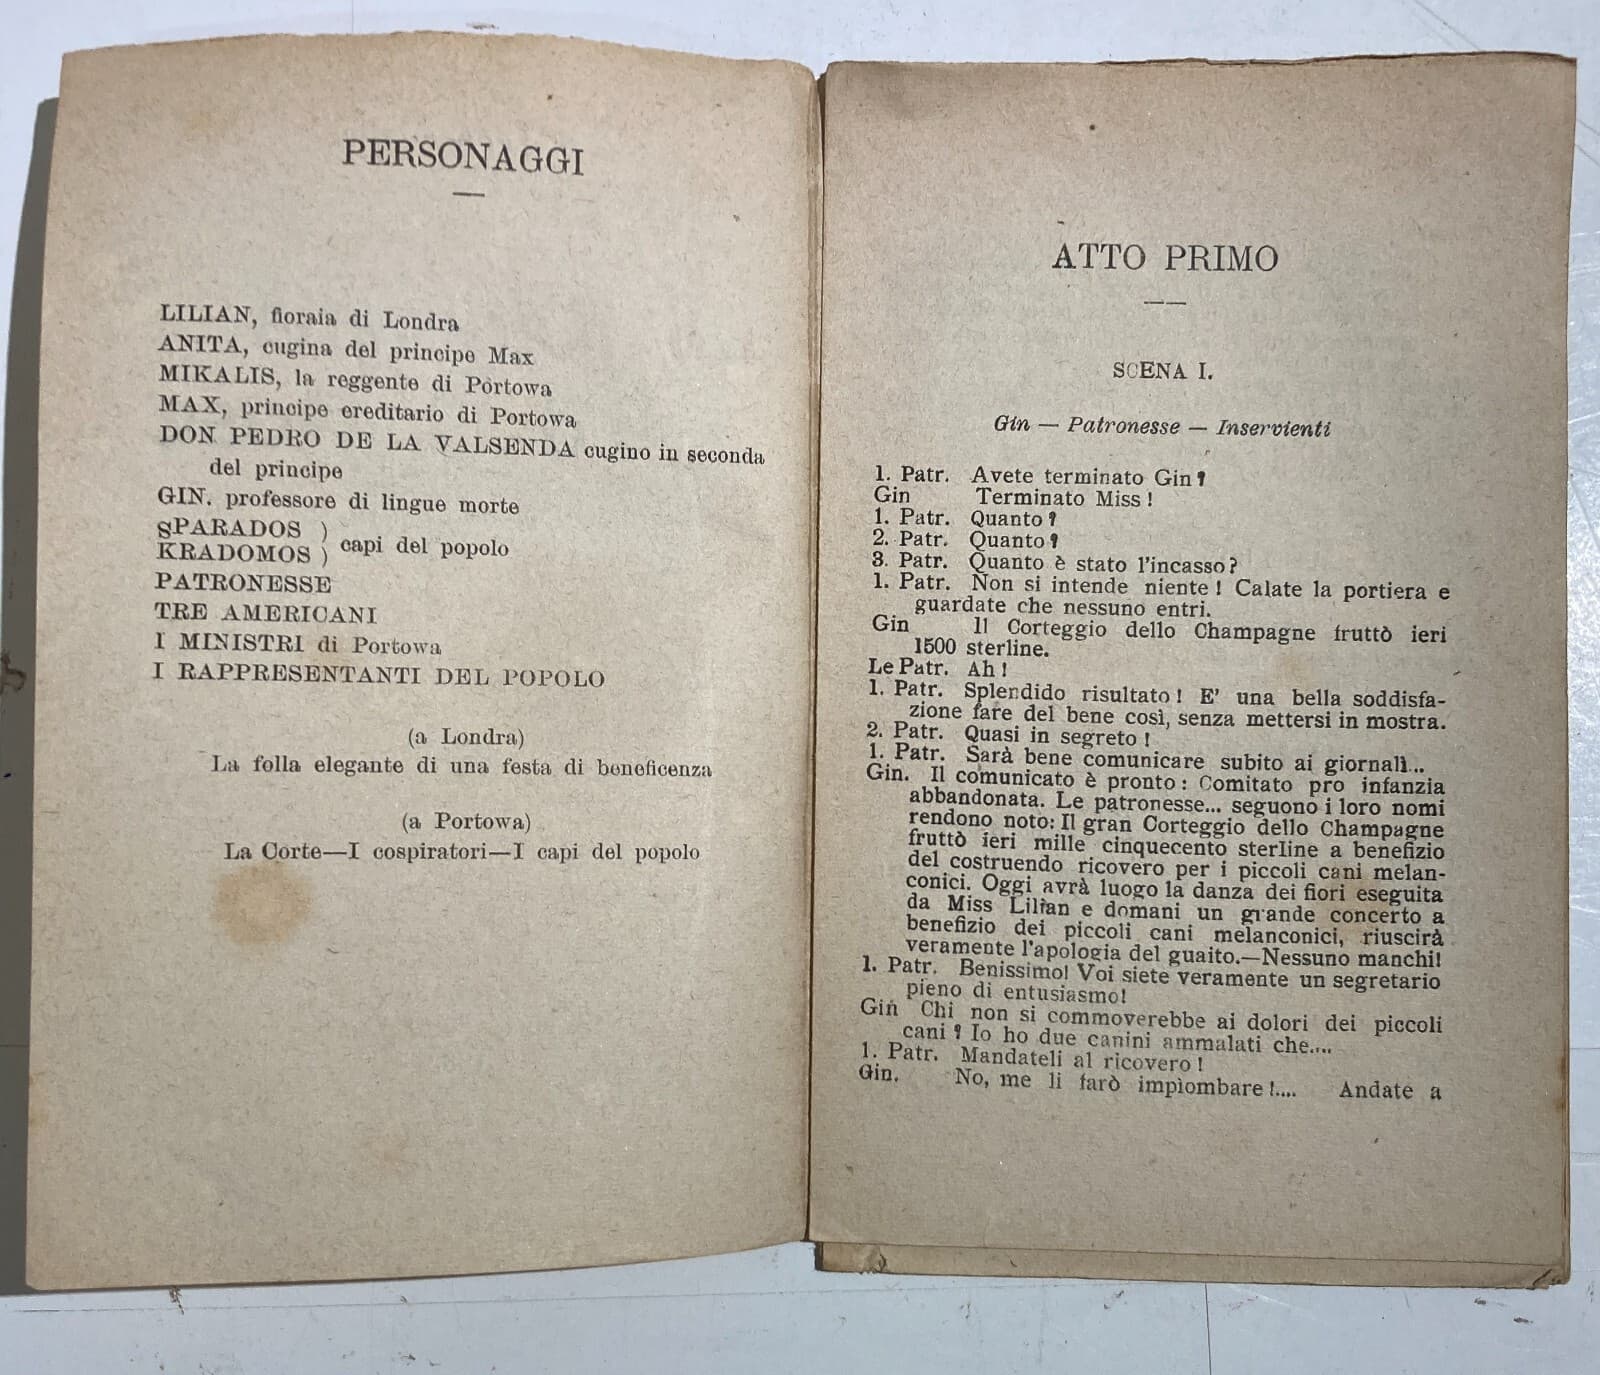 PERSONAGGI
LILIAN, fioraia di Londra
ANITA, cugina del principe Max
MIKALIS, la reggente di Portowa
MAX, principe ereditario di Portowa
DON PEDRO DE LA VALSENDA cugino in seconda
del principe
GIN. professore di lingue morte
SPARADOS )
KRADOMOS ) capi del popolo
PATRONESSE
TRE AMERICANI
I MINISTRI di Portowa
I RAPPRESENTANTI DEL POPOLO
(a Londra)
La folla elegante di una festa di beneficenza
(a Portowa)
La Corte—I cospiratori—I capi del popolo
ATTO PRIMO
SCENA I.
Gin — Patronesse — Inservienti
1. Patr. Avete terminato Gin?
Gin Terminato Miss!
1. Patr. Quanto?
2. Patr. Quanto?
3. Patr. Quanto è stato l'incasso?
1. Patr. Non si intende niente! Calate la portiera e
guardate che nessuno entri.
Gin Il Corteggio dello Champagne fruttò ieri
1500 sterline.
Le Patr. Ah!
1. Patr. Splendido risultato! E' una bella soddisfa-
zione fare del bene così, senza mettersi in mostra.
2. Patr. Quasi in segreto!
1. Patr. Sarà bene comunicare subito ai giornali...
Gin. Il comunicato è pronto: Comitato pro infanzia
abbandonata. Le patronesse... seguono i loro nomi
rendono noto: Il gran Corteggio dello Champagne
fruttò ieri mille cinquecento sterline a benefizio
del costruendo ricovero per i piccoli cani melan-
conici. Oggi avrà luogo la danza dei fiori eseguita
da Miss Lilian e domani un grande concerto a
benefizio dei piccoli cani melanconici, riuscirà
veramente l'apologia del guaito.—Nessuno manchi!
1. Patr. Benissimo! Voi siete veramente un segretario
pieno di entusiasmo!
Gin Chi non si commoverebbe ai dolori dei piccoli
cani? Io ho due canini ammalati che....
1. Patr. Mandateli al ricovero!
Gin. No, me li farò impiombare!.... Andate a